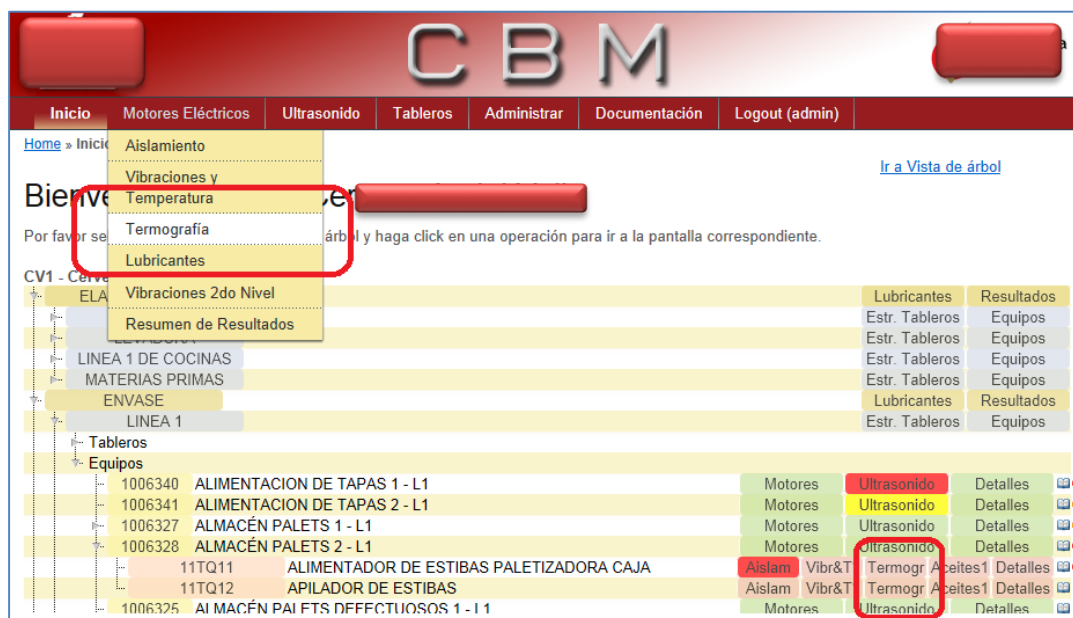 CBM
Inicio Motores Eléctricos Ultrasonido Tableros Administrar Documentación Logout (admin)
Home » Inicio
Aislamiento
Ir a Vista de árbol
Vibraciones y
Temperatura
Termografía
Por favor árbol y haga click en una operación para ir a la pantalla correspondiente.
Lubricantes
CV1 -
Vibraciones 2do Nivel
Lubricantes Resultados
Estr. Tableros Equipos
Resumen de Resultados
LEVADURA Estr. Tableros Equipos
LINEA 1 DE COCINAS Estr. Tableros Equipos
MATERIAS PRIMAS Estr. Tableros Equipos
ENVASE Lubricantes Resultados
LINEA 1 Estr. Tableros Equipos
Tableros
Equipos
1006340 ALIMENTACION DE TAPAS 1 - L1 Motores Ultrasonido Detalles
1006341 ALIMENTACION DE TAPAS 2 - L1 Motores Ultrasonido Detalles
1006327 ALMACÉN PALETS 1 - L1 Motores Ultrasonido Detalles
1006328 ALMACÉN PALETS 2 - L1 Motores Ultrasonido Detalles
11TQ11 ALIMENTADOR DE ESTIBAS PALETIZADORA CAJA Aislam Vibr&T Termogr Aceites1 Detalles
11TQ12 APILADOR DE ESTIBAS Aislam Vibr&T Termogr Aceites1 Detalles
1006325 ALMACÉN PALETS DEFECTUOSOS 1 - L1 Motores Ultrasonido Detalles